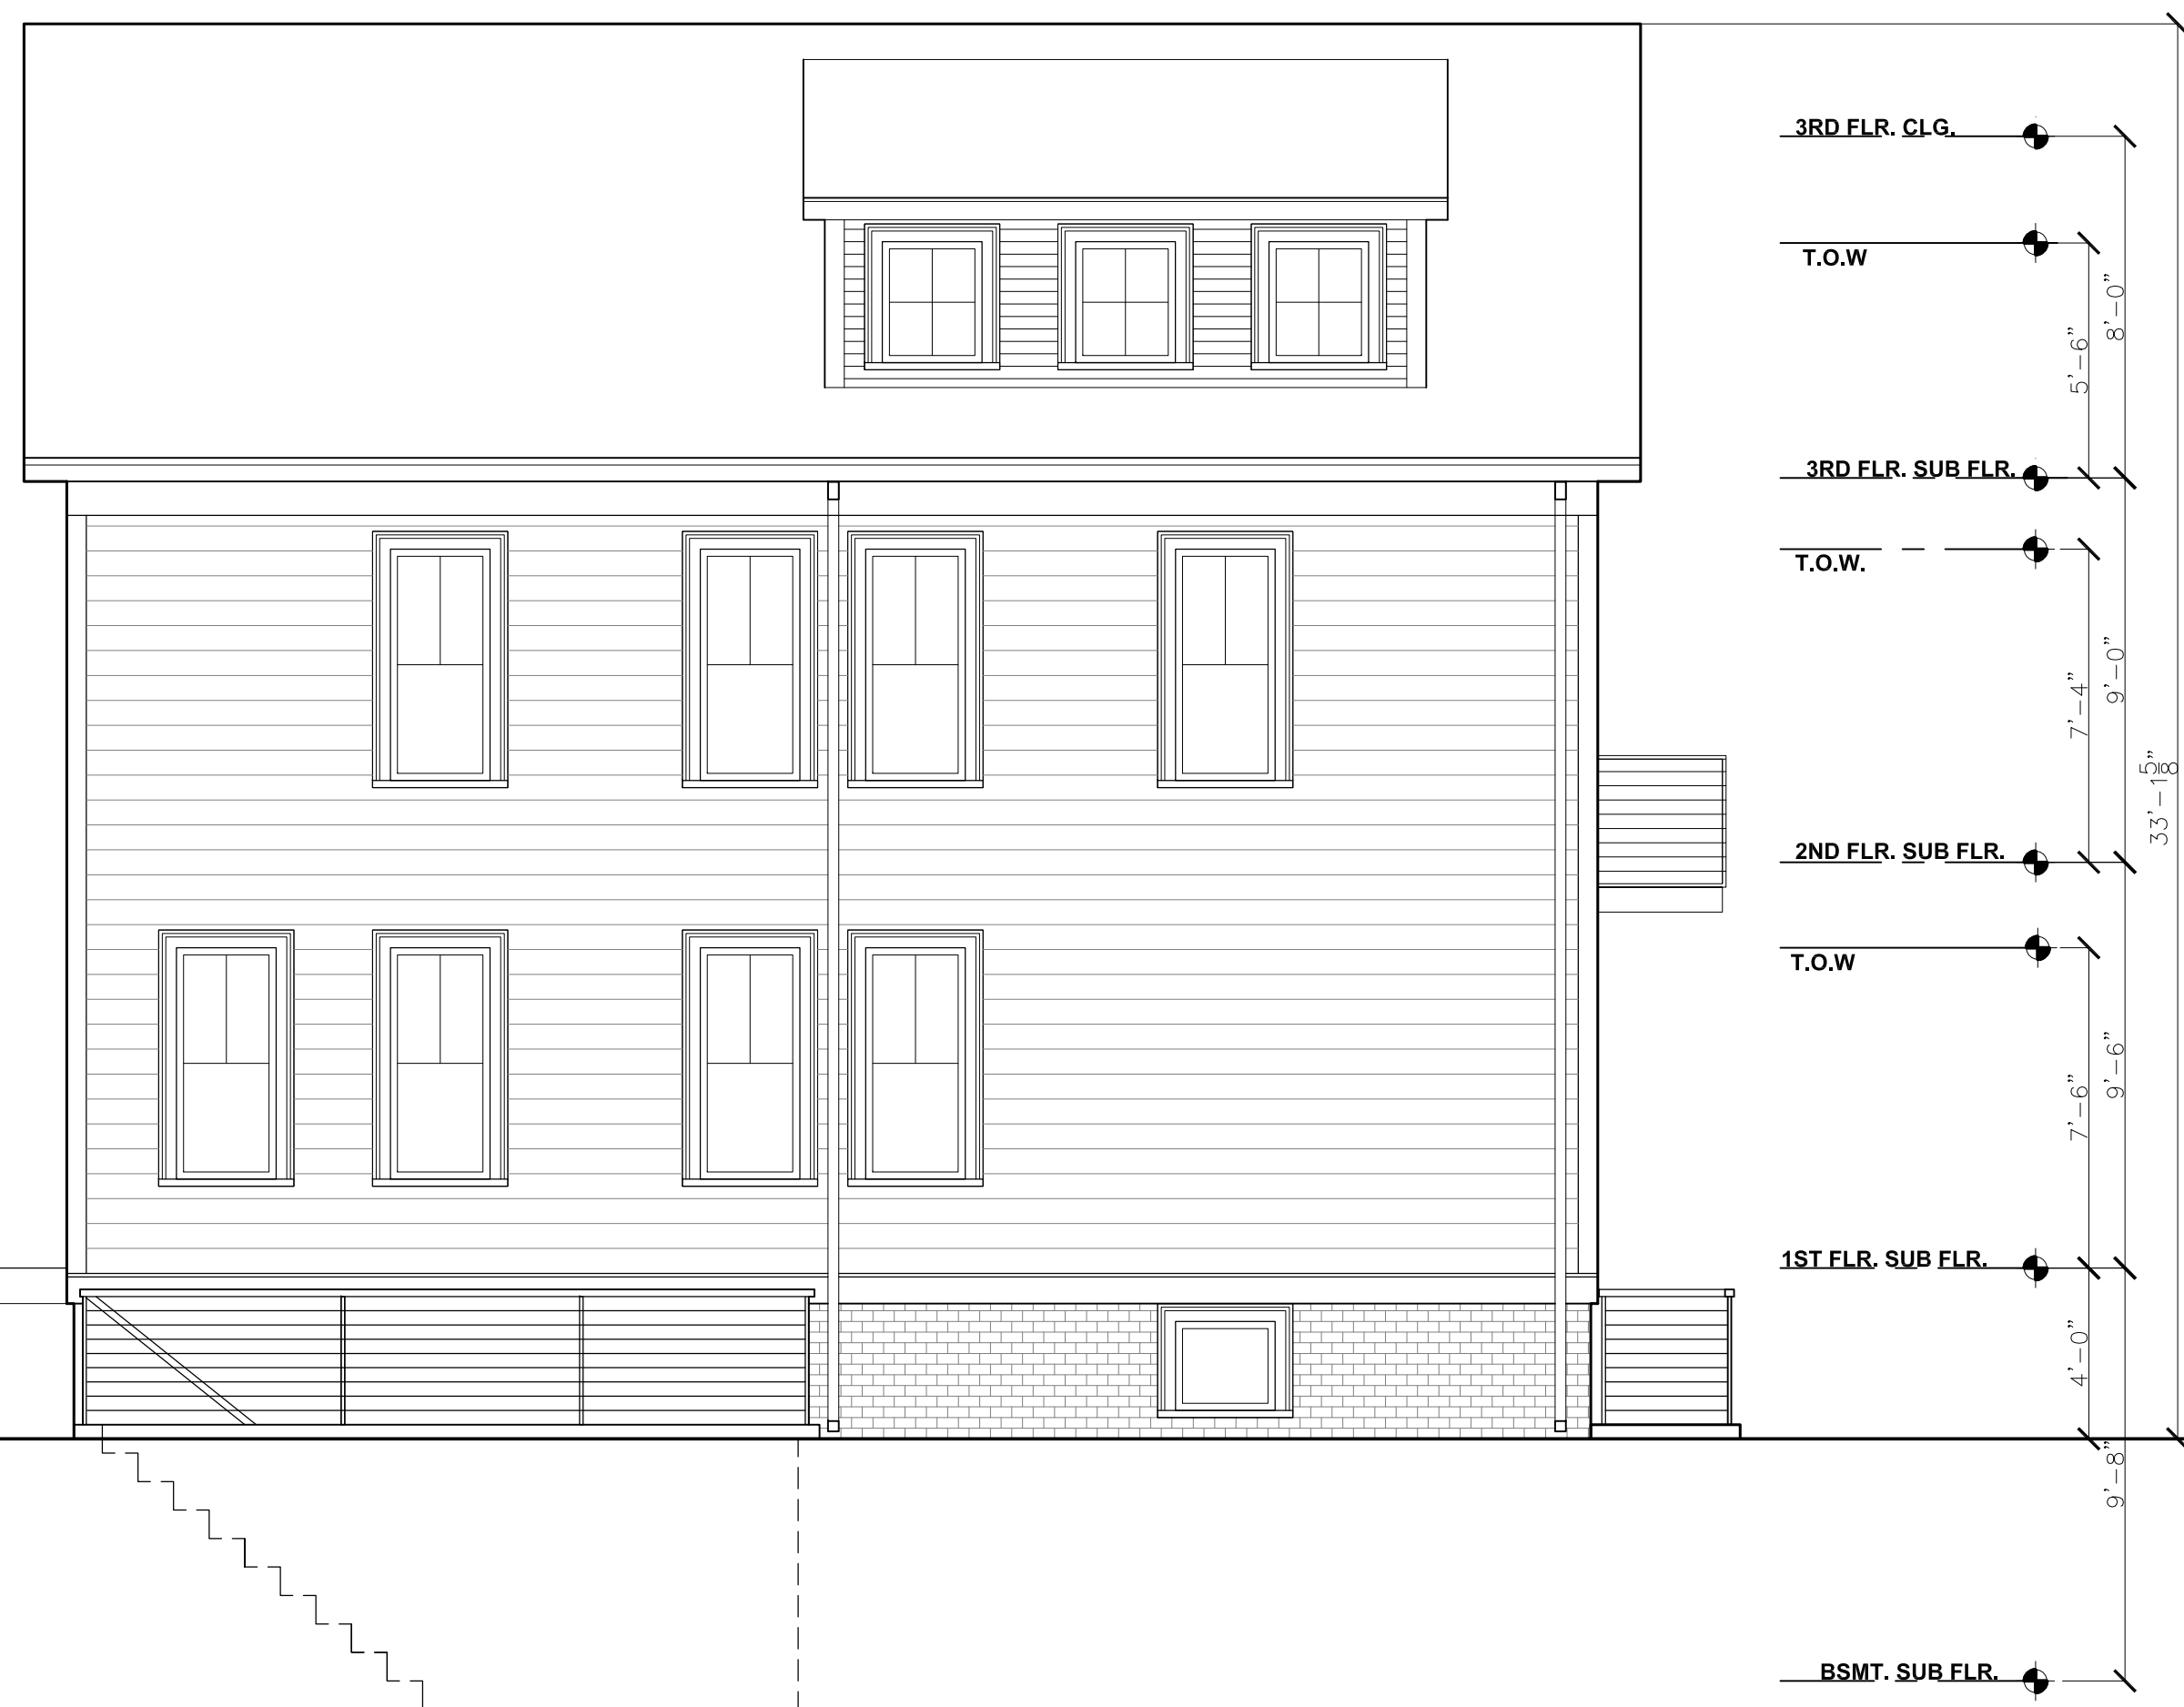 3RD FLR. CLG.
T.O.W
8'-0"
5'-6"
3RD FLR. SUB FLR.
T.O.W.
9'-0"
7'-4"
33'-1 5/8"
2ND FLR. SUB FLR.
T.O.W
9'-6"
7'-6"
1ST FLR. SUB FLR.
4'-0"
9'-8"
BSMT. SUB FLR.